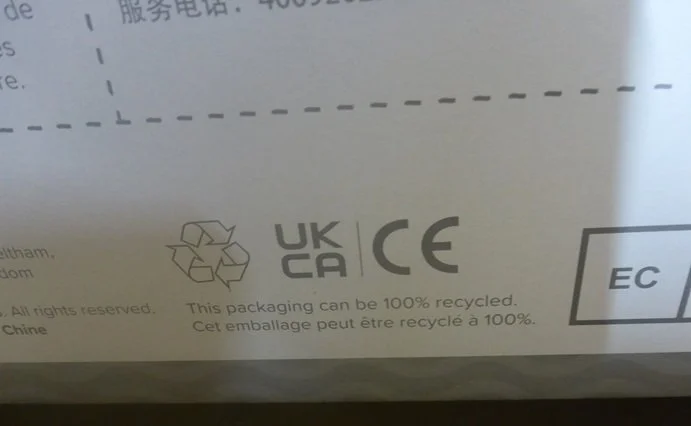 de
服务电话：
es
re.
eltham,
dom
. All rights reserved.
Chine
UK
CA
CE
This packaging can be 100% recycled.
Cet emballage peut être recyclé à 100%.
EC